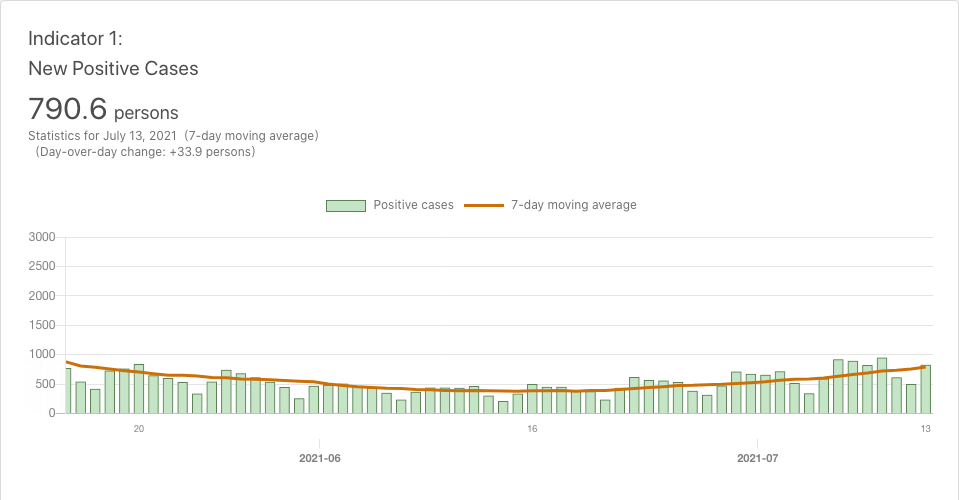 Indicator 1:
New Positive Cases
790.6 persons
Statistics for July 13, 2021 (7-day moving average)
(Day-over-day change: +33.9 persons)
Positive cases 7-day moving average
3000
2500
2000
1500
1000
500
0
20 16 13
2021-06 2021-07